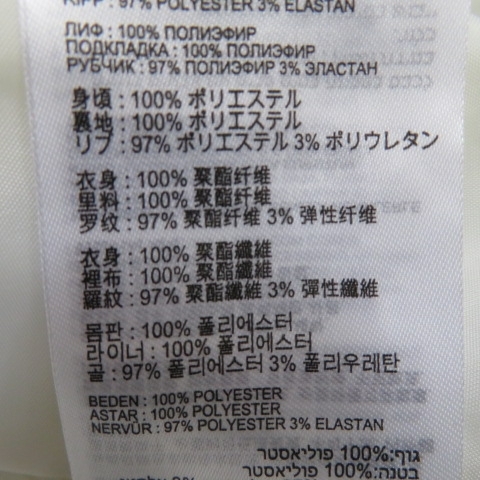 RIPP : 97% POLYESTER 3% ELASTAN
ЛИФ : 100% ПОЛИЭФИР
ПОДКЛАДКА : 100% ПОЛИЭФИР
РУБЧИК : 97% ПОЛИЭФИР 3% ЭЛАСТАН
身頃 : 100% ポリエステル
裏地 : 100% ポリエステル
リブ : 97% ポリエステル 3% ポリウレタン
衣身 : 100% 聚酯纤维
里料 : 100% 聚酯纤维
罗纹 : 97% 聚酯纤维 3% 弹性纤维
衣身 : 100% 聚酯纖維
裡布 : 100% 聚酯纖維
羅紋 : 97% 聚酯纖維 3% 彈性纖維
몸판 : 100% 폴리에스터
라이너 : 100% 폴리에스터
골 : 97% 폴리에스터 3% 폴리우레탄
BEDEN : 100% POLYESTER
ASTAR : 100% POLYESTER
NERVÜR : 97% POLYESTER 3% ELASTAN
גוף: 100% פוליאסטר
בטנה: 100% פוליאסטר